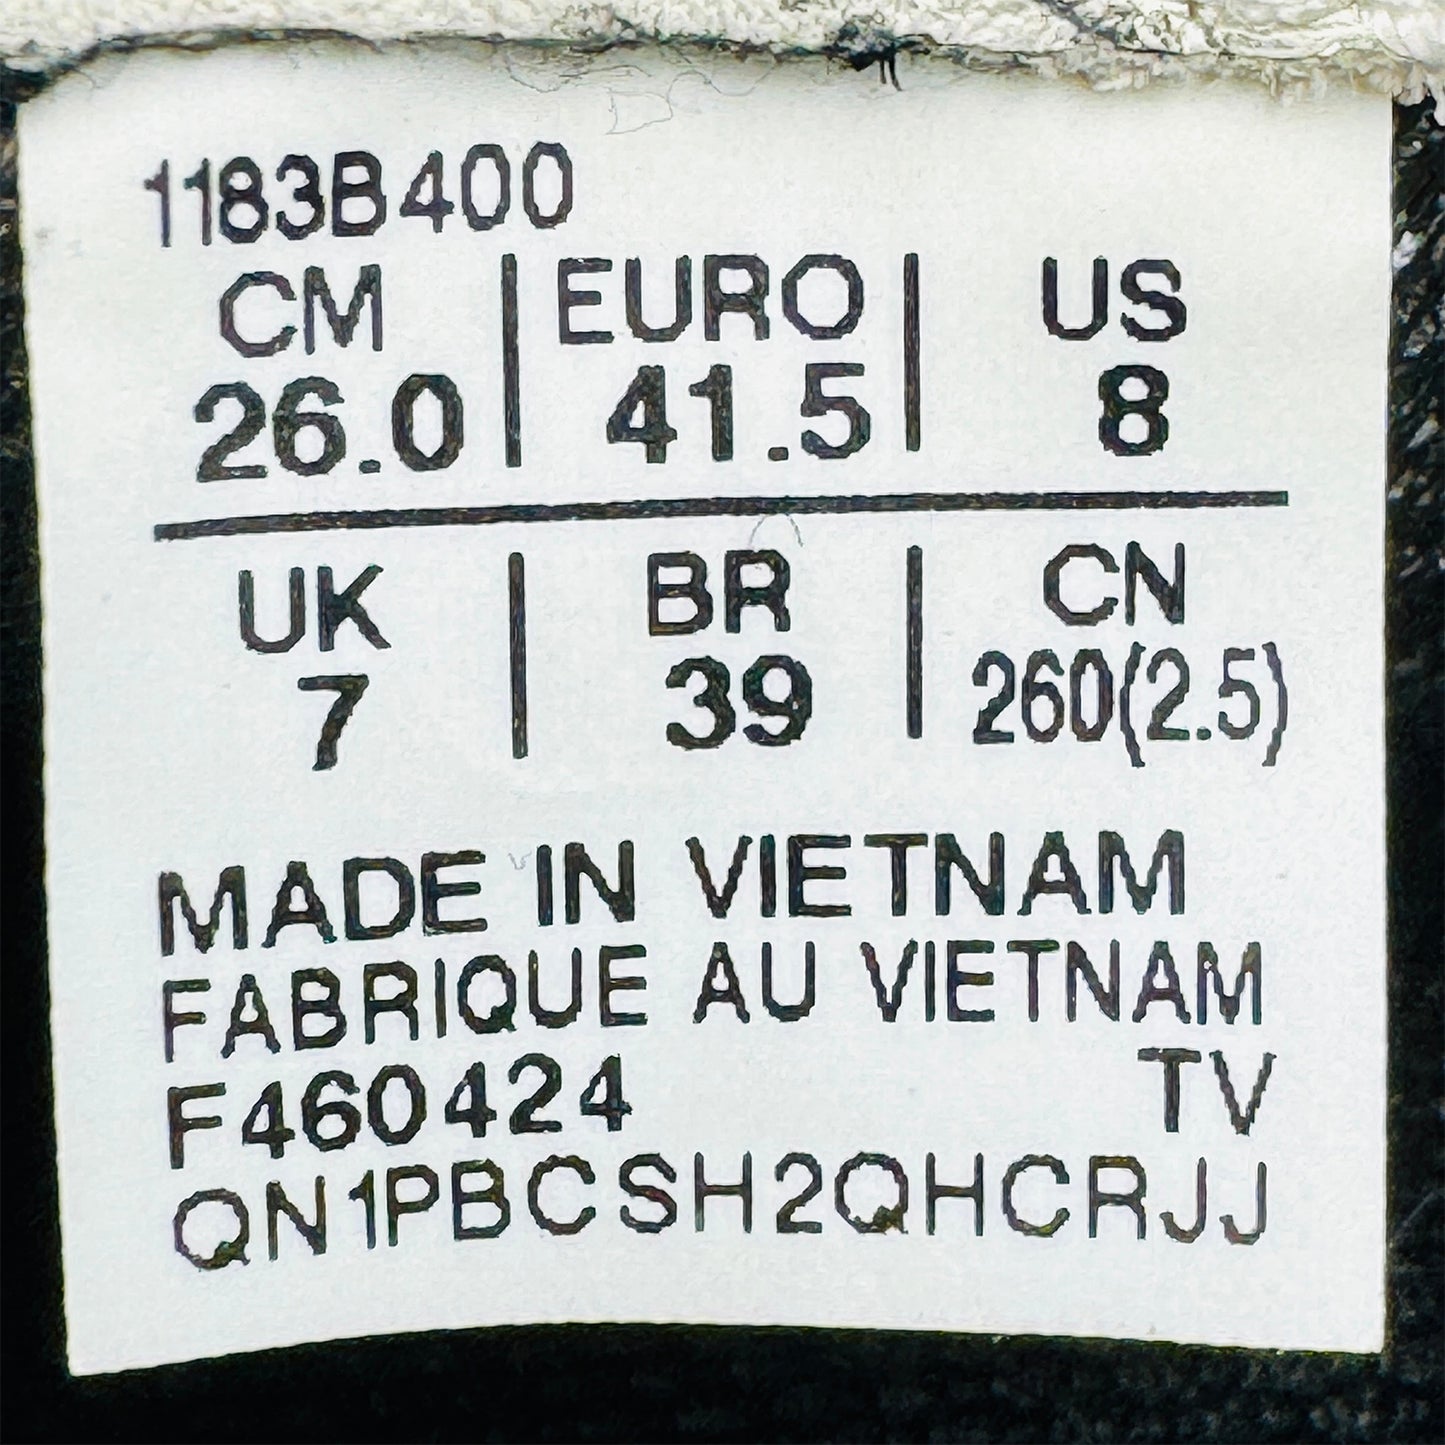 1183B400
CM | EURO | US
26.0 | 41.5 | 8
UK | BR | CN
7 | 39 | 260(2.5)
MADE IN VIETNAM
FABRIQUE AU VIETNAM
F460424 TV
QN1PBCSH2QHCRJJ